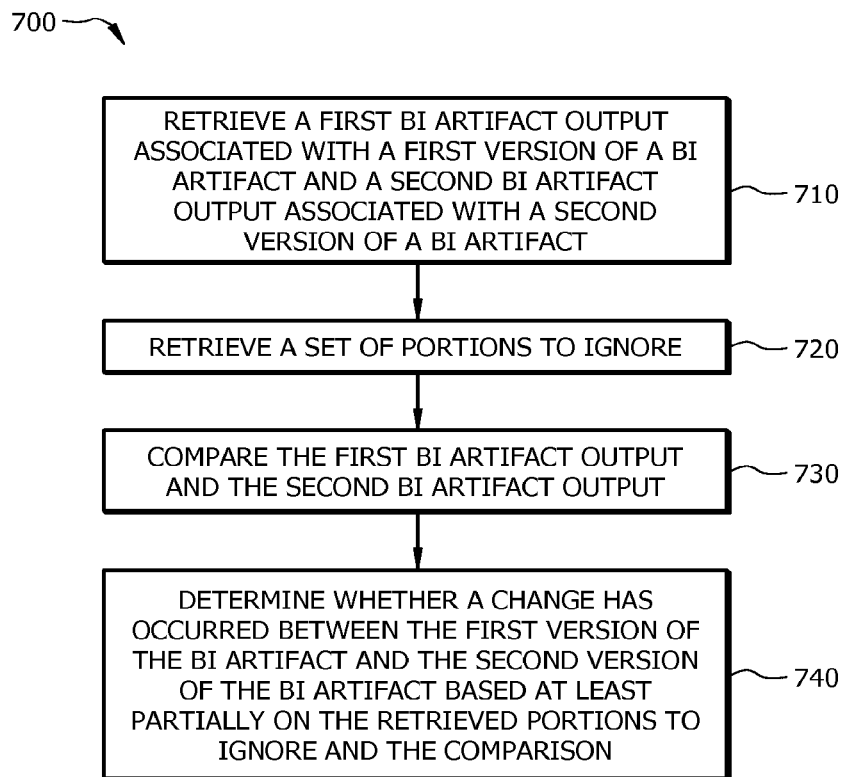 700
RETRIEVE A FIRST BI ARTIFACT OUTPUT
ASSOCIATED WITH A FIRST VERSION OF A BI
ARTIFACT AND A SECOND BI ARTIFACT
OUTPUT ASSOCIATED WITH A SECOND
VERSION OF A BI ARTIFACT
710
RETRIEVE A SET OF PORTIONS TO IGNORE
720
COMPARE THE FIRST BI ARTIFACT OUTPUT
AND THE SECOND BI ARTIFACT OUTPUT
730
DETERMINE WHETHER A CHANGE HAS
OCCURRED BETWEEN THE FIRST VERSION OF
THE BI ARTIFACT AND THE SECOND VERSION
OF THE BI ARTIFACT BASED AT LEAST
PARTIALLY ON THE RETRIEVED PORTIONS TO
IGNORE AND THE COMPARISON
740